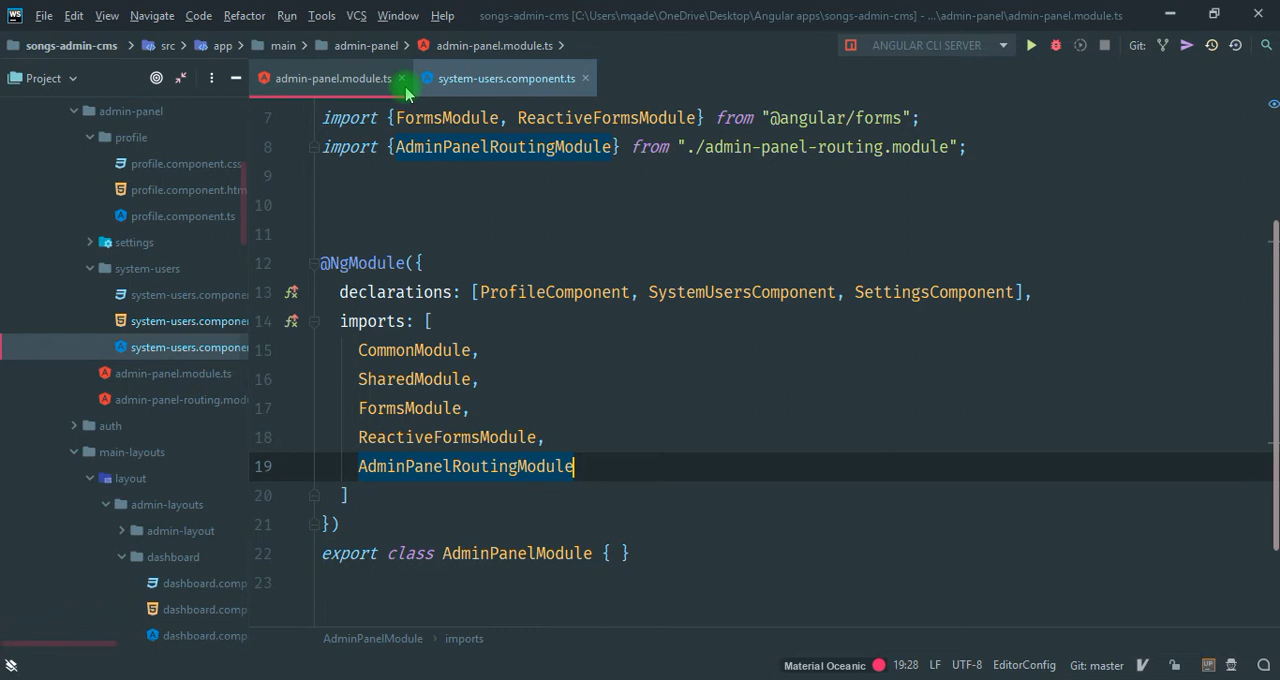 WS File Edit View Navigate Code Refactor Run Tools VCS Window Help songs-admin-cms [C:\Users\mqade\OneDrive\Desktop\Angular apps\songs-admin-cms] - ...\admin-panel\admin-panel.module.ts
songs-admin-cms src app main admin-panel admin-panel.module.ts ANGULAR CLI SERVER Git:
Project admin-panel.module.ts system-users.component.ts
admin-panel
profile
profile.component.css
profile.component.htm
profile.component.ts
settings
system-users
system-users.compone
system-users.compone
system-users.compone
admin-panel.module.ts
admin-panel-routing.modu
auth
main-layouts
layout
admin-layouts
admin-layout
dashboard
dashboard.comp
dashboard.comp
dashboard.comp
7 import {FormsModule, ReactiveFormsModule} from "@angular/forms";
8 import {AdminPanelRoutingModule} from "./admin-panel-routing.module";
9
10
11
12 @NgModule({
13 declarations: [ProfileComponent, SystemUsersComponent, SettingsComponent],
14 imports: [
15 CommonModule,
16 SharedModule,
17 FormsModule,
18 ReactiveFormsModule,
19 AdminPanelRoutingModule
20 ]
21 })
22 export class AdminPanelModule { }
23
AdminPanelModule imports
Material Oceanic 19:28 LF UTF-8 EditorConfig Git: master UP